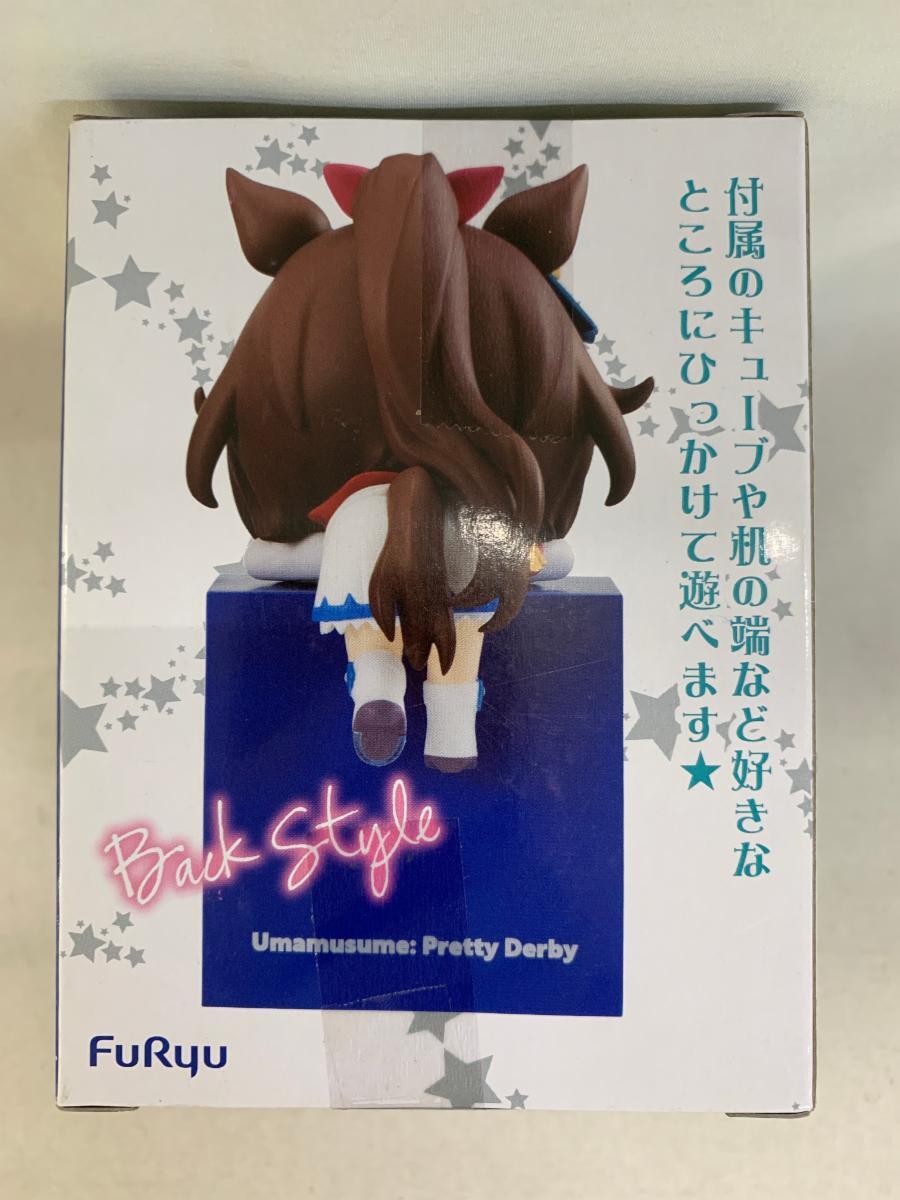 付属のキューブや机の端など好きな
ところにひっかけて遊べます★
Back Style
Umamusume: Pretty Derby
FuRyu